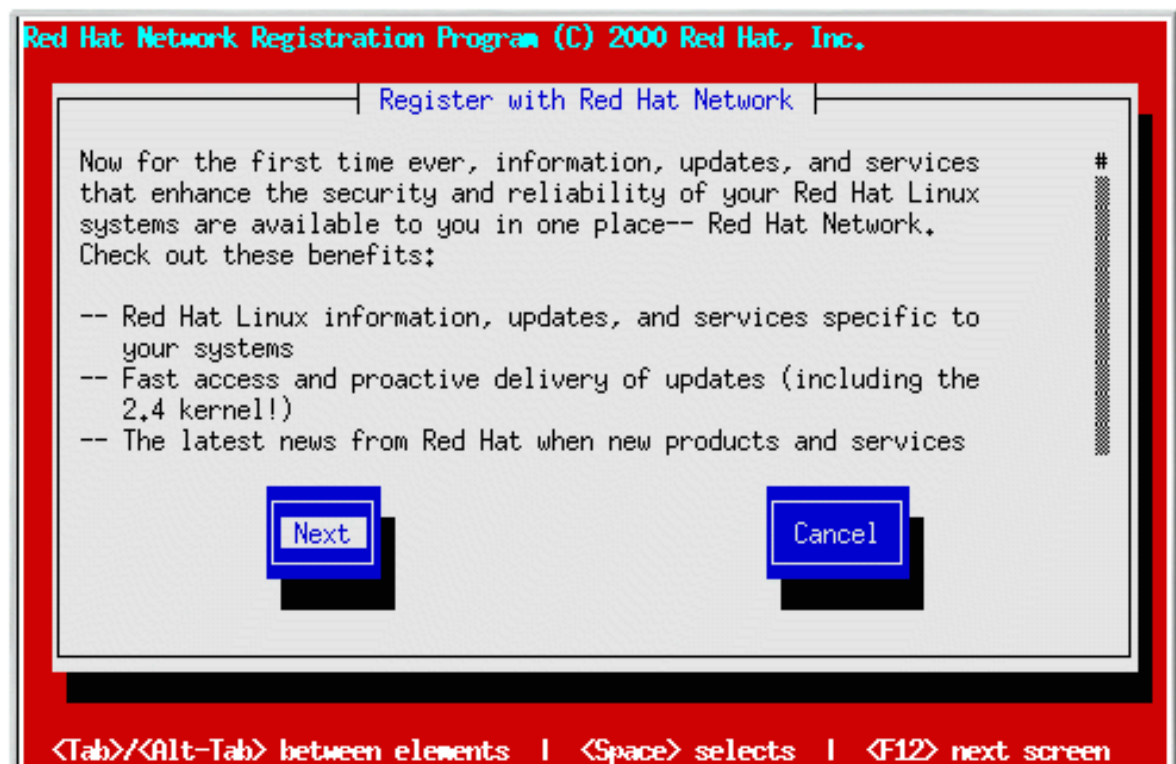 Red Hat Network Registration Program (C) 2000 Red Hat, Inc.
Register with Red Hat Network
Now for the first time ever, information, updates, and services #
that enhance the security and reliability of your Red Hat Linux
systems are available to you in one place-- Red Hat Network.
Check out these benefits:
-- Red Hat Linux information, updates, and services specific to
your systems
-- Fast access and proactive delivery of updates (including the
2.4 kernel!)
-- The latest news from Red Hat when new products and services
Next Cancel
<Tab>/<Alt-Tab> between elements | <Space> selects | <F12> next screen